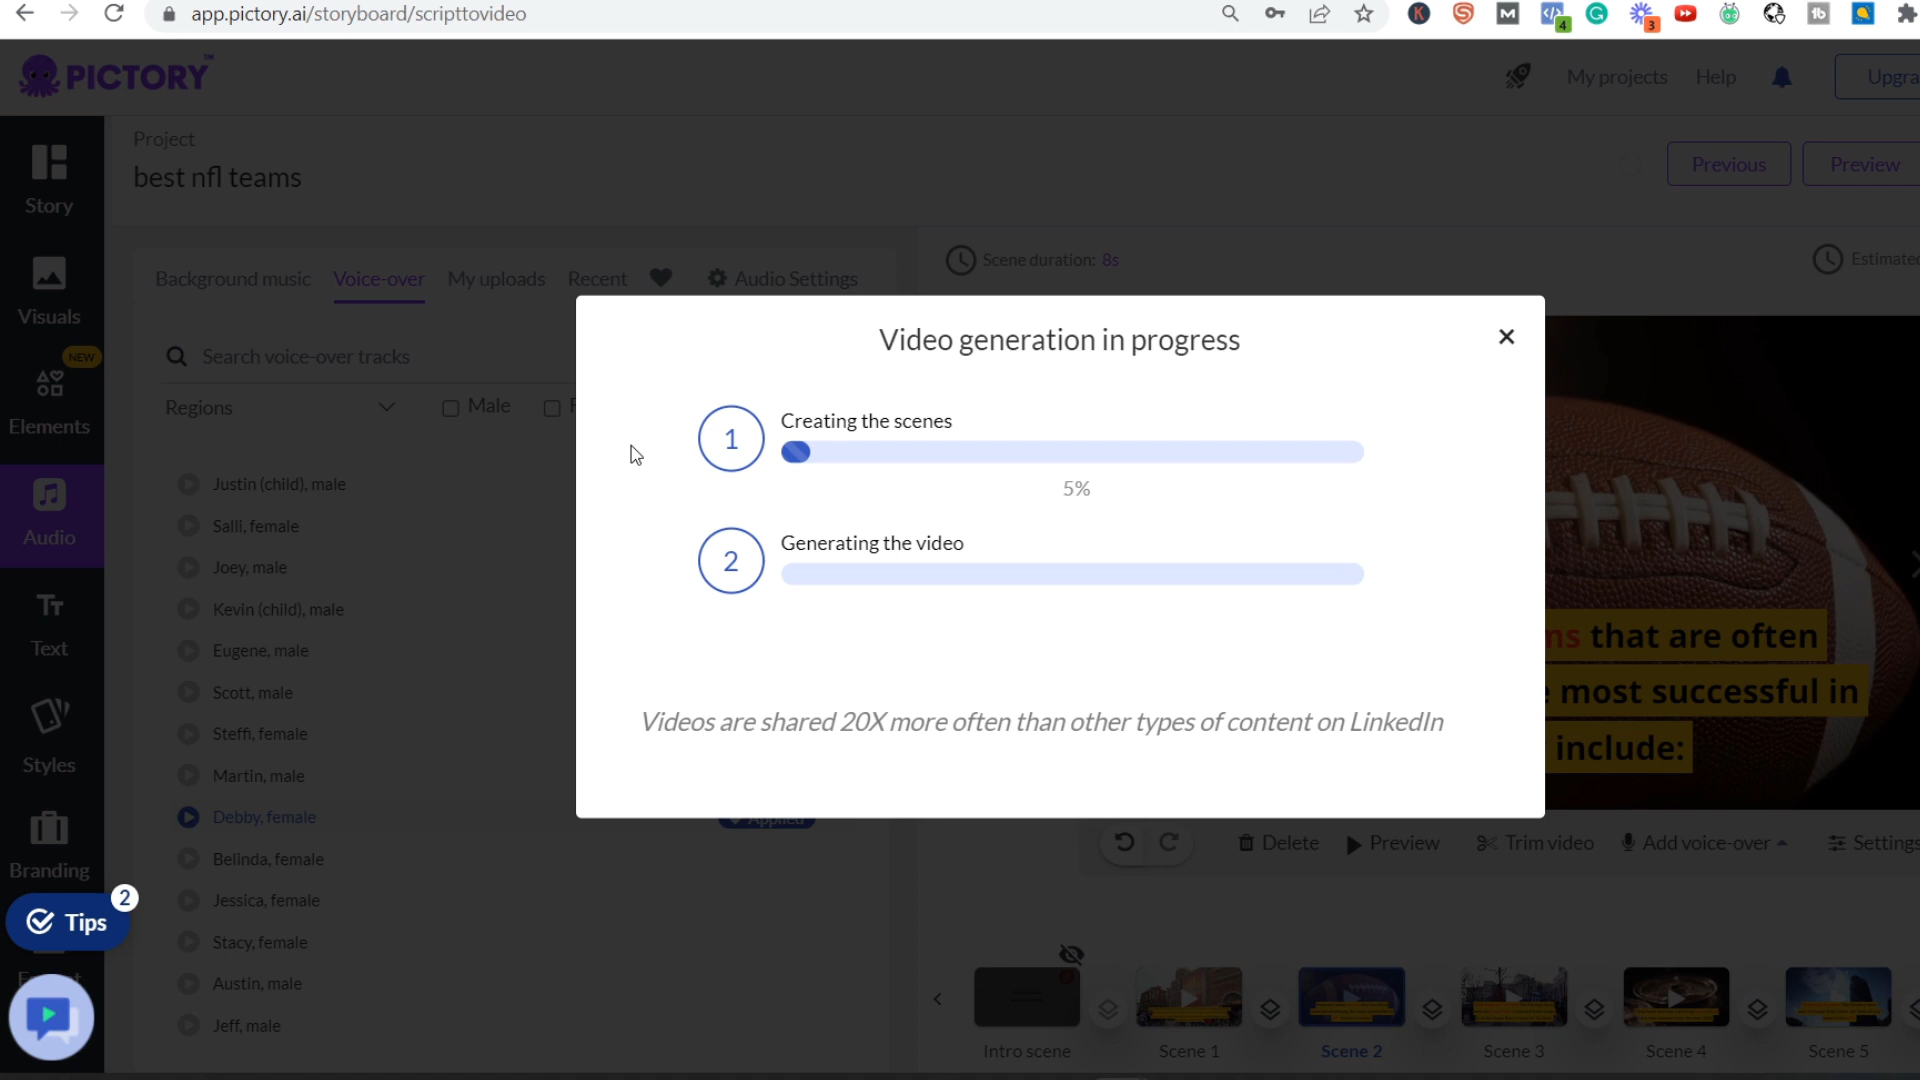 app.pictory.ai/storyboard/scripttovideo
4
3
PICTORY™
My projects
Help
Upgra
Project
best nfl teams
Previous
Preview
Story
Visuals
NEW
Elements
Audio
Text
Styles
Branding
Tips
2
Background music
Voice-over
My uploads
Recent
Audio Settings
Scene duration: 8s
Estimated
Search voice-over tracks
Regions
Male
F
Justin (child), male
Salli, female
Joey, male
Kevin (child), male
Eugene, male
Scott, male
Steffi, female
Martin, male
Debby, female
Applied
Belinda, female
Jessica, female
Stacy, female
Austin, male
Jeff, male
Video generation in progress
1
Creating the scenes
5%
2
Generating the video
Videos are shared 20X more often than other types of content on LinkedIn
ns that are often
e most successful in
include:
Delete
Preview
Trim video
Add voice-over
Settings
Intro scene
Scene 1
Scene 2
Scene 3
Scene 4
Scene 5